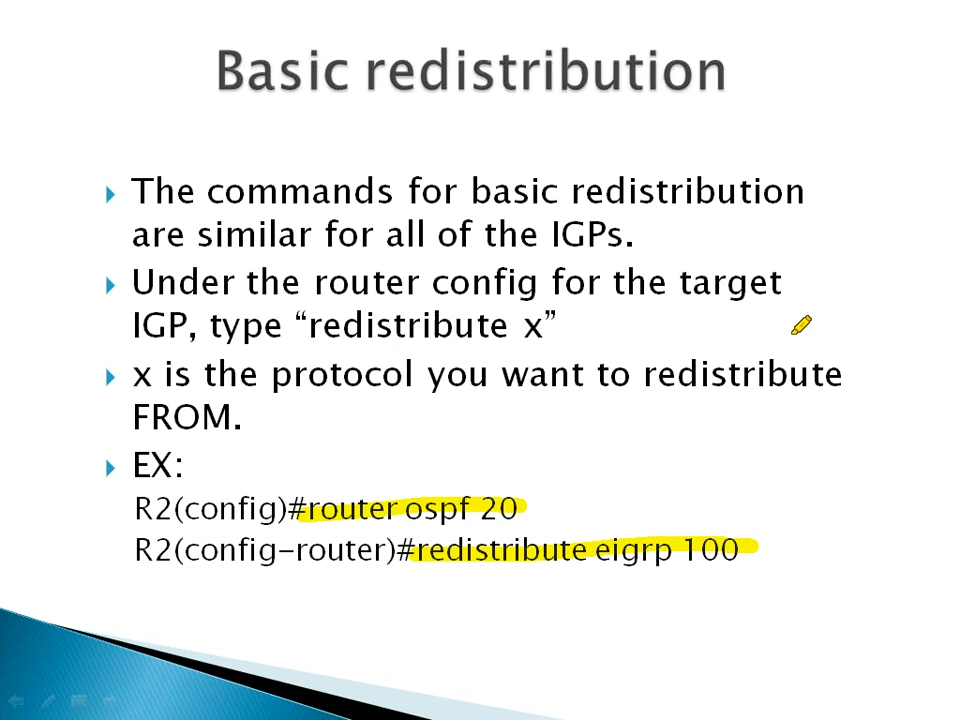 Basic redistribution
The commands for basic redistribution
are similar for all of the IGPs.
Under the router config for the target
IGP, type “redistribute x”
x is the protocol you want to redistribute
FROM.
EX:
R2(config)#router ospf 20
R2(config-router)#redistribute eigrp 100